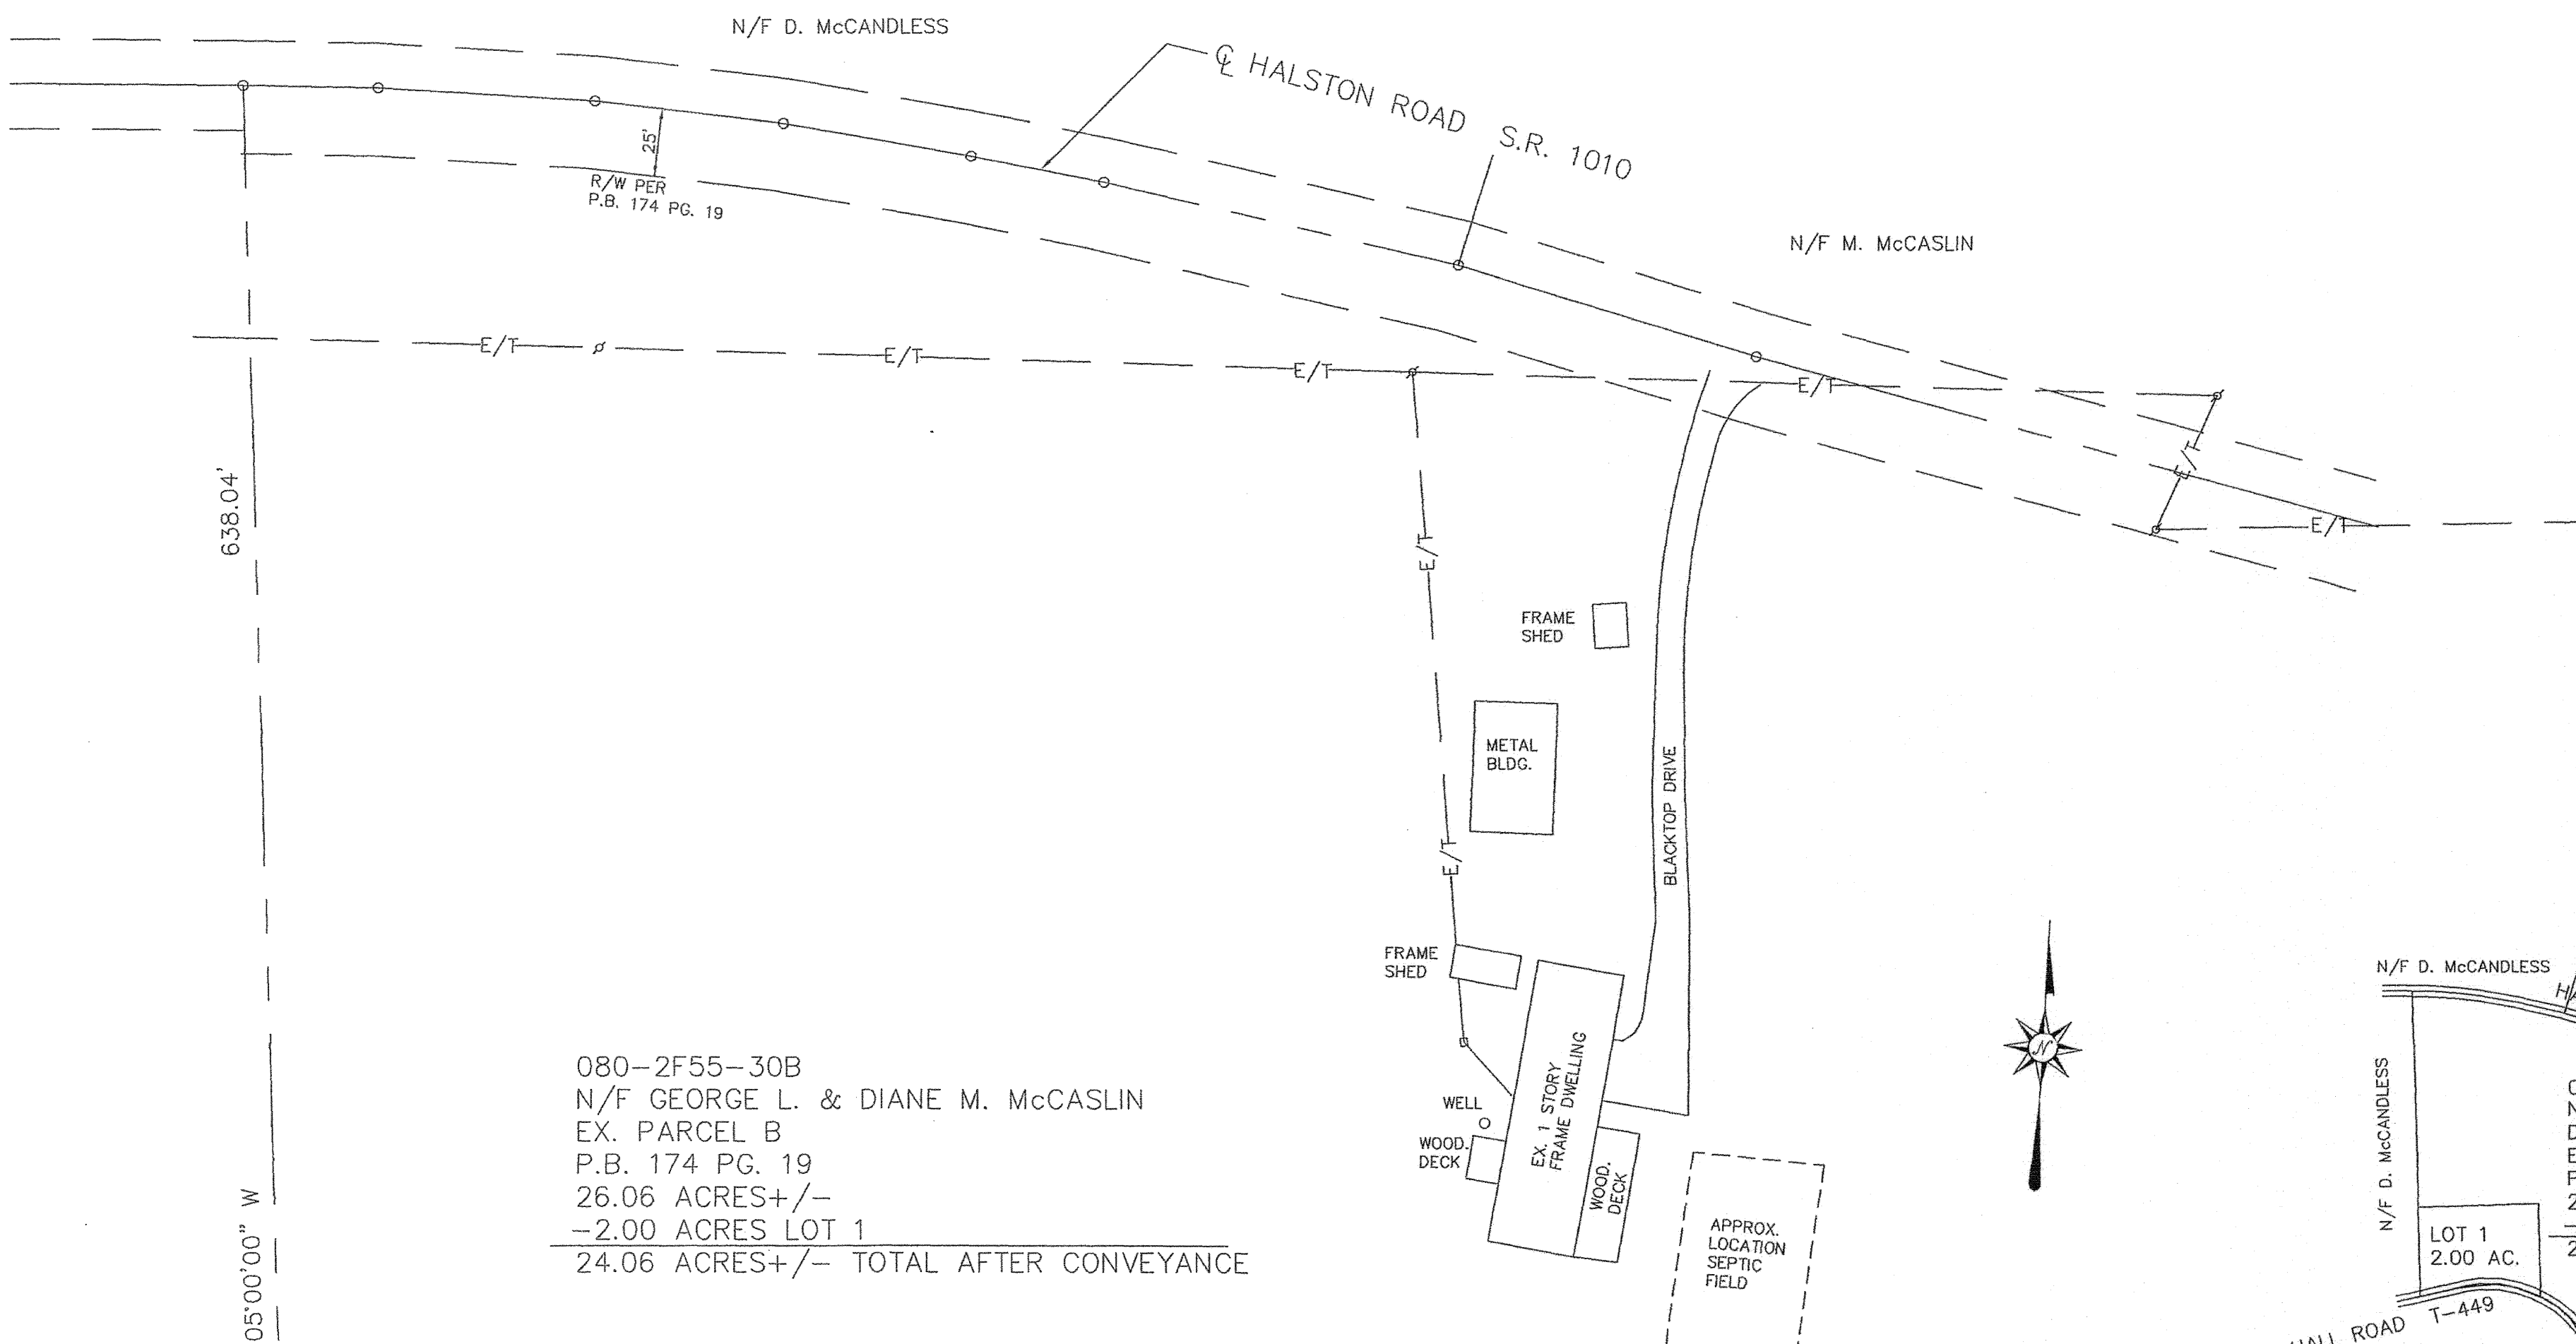 N/F D. McCANDLESS
℄ HALSTON ROAD S.R. 1010
25'
R/W PER
P.B. 174 PG. 19
N/F M. McCASLIN
E/T
E/T
E/T
E/T
E/T
E/T
638.04'
E/T
FRAME
SHED
METAL
BLDG.
BLACKTOP DRIVE
E/T
FRAME
SHED
N/F D. McCANDLESS
080-2F55-30B
N/F GEORGE L. & DIANE M. McCASLIN
EX. PARCEL B
P.B. 174 PG. 19
26.06 ACRES+/-
-2.00 ACRES LOT 1
24.06 ACRES+/- TOTAL AFTER CONVEYANCE
05'00'00" W
WELL
WOOD.
DECK
EX. 1 STORY
FRAME DWELLING
WOOD.
DECK
APPROX.
LOCATION
SEPTIC
FIELD
N
N/F D. McCANDLESS
LOT 1
2.00 AC.
ROAD T-449